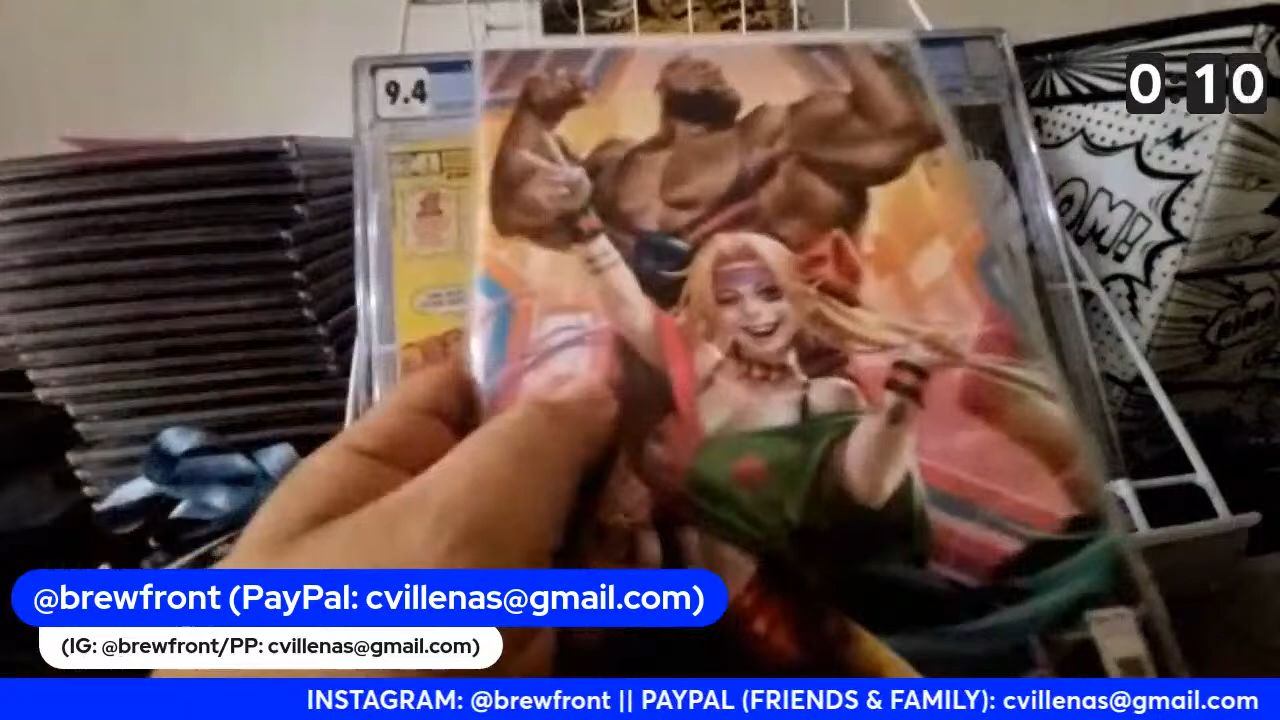 9.4
0:10
OM!!
@brewfront (PayPal: cvillenas@gmail.com)
(IG: @brewfront/PP: cvillenas@gmail.com)
INSTAGRAM: @brewfront || PAYPAL (FRIENDS & FAMILY): cvillenas@gmail.com